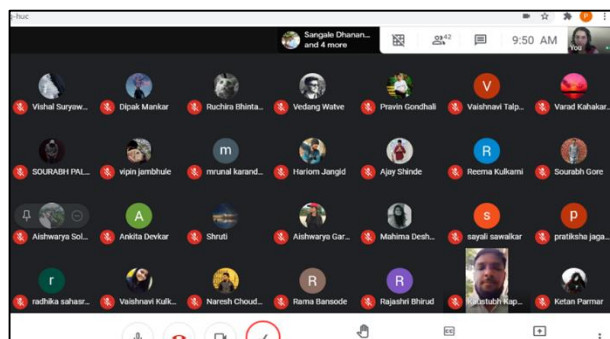 j-huc
Sangale Dhanan...
and 4 more
42
9:50 AM
You
Vishal Suryaw...
Dipak Mankar
Ruchira Bhinta...
Vedang Watve
Pravin Gondhali
V
Vaishnavi Talp...
Varad Kahakar...
SOURABH PAL...
vipin jambhule
m
mrunal karand...
Hariom Jangid
Ajay Shinde
R
Reema Kulkarni
Sourabh Gore
Aishwarya Sol...
A
Ankita Devkar
Shruti
Aishwarya Gar...
Mahima Desh...
s
sayali sawalkar
p
pratiksha jaga...
r
radhika sahasr...
Vaishnavi Kulk...
Naresh Choud...
R
Rama Bansode
R
Rajashri Bhirud
Kaustubh Kap...
Ketan Parmar
CC